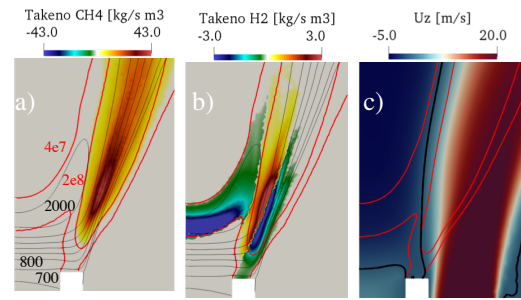 Takeno CH4 [kg/s m3
-43.0 43.0
Takeno H2 [kg/s m3]
-3.0 3.0
Uz [m/s]
-5.0 20.0
a)
b)
c)
4e7
2e8
2000
800
700